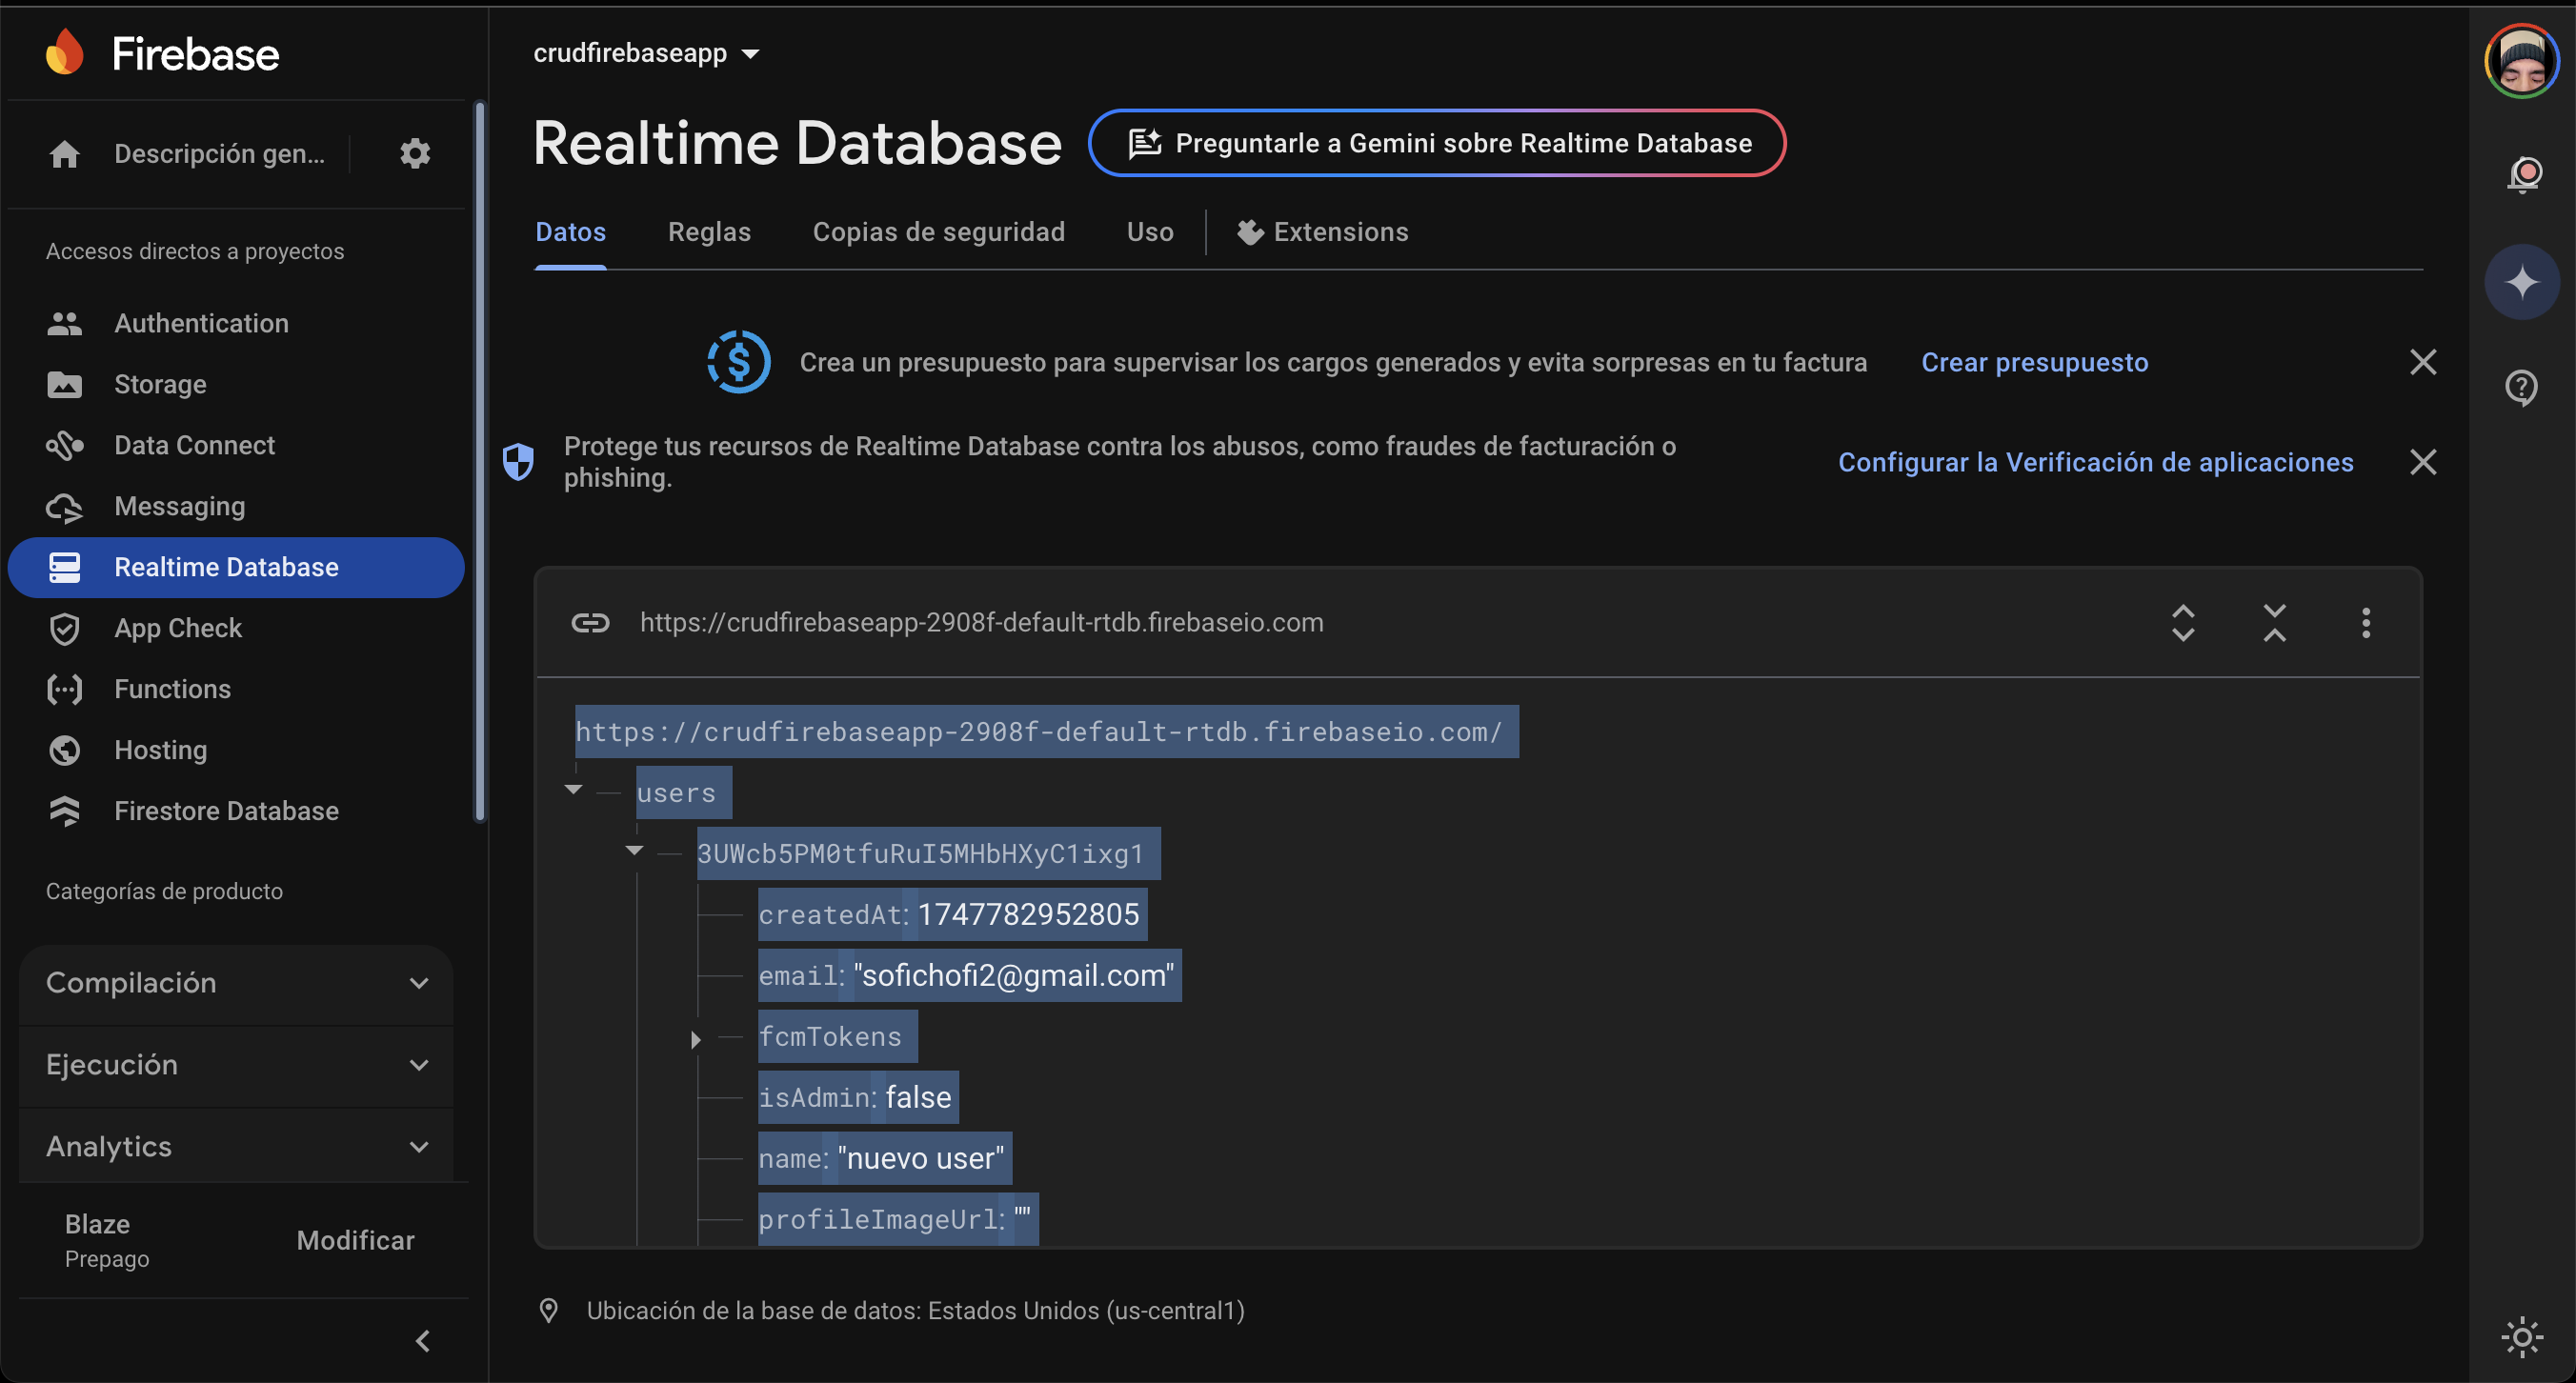 Firebase
Descripción gen...
Accesos directos a proyectos
Authentication
Storage
Data Connect
Messaging
Realtime Database
App Check
Functions
Hosting
Firestore Database
Categorías de producto
Compilación
Ejecución
Analytics
Blaze
Prepago
Modificar
crudfirebaseapp
Realtime Database
Preguntarle a Gemini sobre Realtime Database
Datos
Reglas
Copias de seguridad
Uso
Extensions
Crea un presupuesto para supervisar los cargos generados y evita sorpresas en tu factura
Crear presupuesto
Protege tus recursos de Realtime Database contra los abusos, como fraudes de facturación o
phishing.
Configurar la Verificación de aplicaciones
https://crudfirebaseapp-2908f-default-rtdb.firebaseio.com
https://crudfirebaseapp-2908f-default-rtdb.firebaseio.com/
users
3UWcb5PM0tfuRuI5MHbHXyC1ixg1
createdAt: 1747782952805
email: "sofichofi2@gmail.com"
fcmTokens
isAdmin: false
name: "nuevo user"
profileImageUrl: ""
Ubicación de la base de datos: Estados Unidos (us-central1)